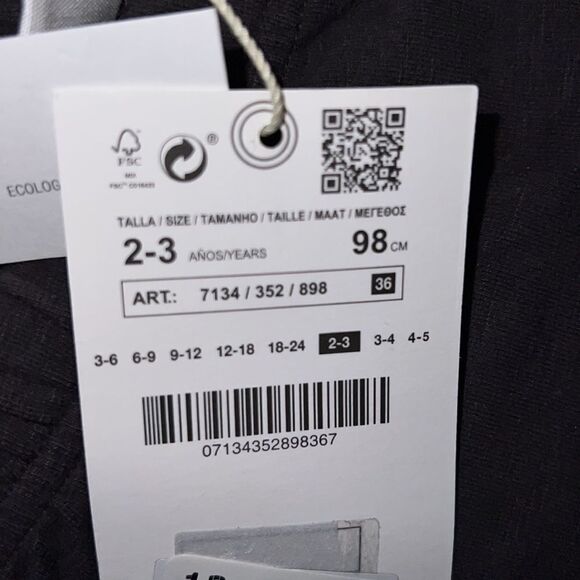 ECOLOG
FSC
MIX
TALLA / SIZE / TAMANHO / TAILLE / MAAT / ΜΕΓΕΘΟΣ
2-3 AÑOS/YEARS 98 CM
ART.: 7134 / 352 / 898 36
3-6 6-9 9-12 12-18 18-24 2-3 3-4 4-5
07134352898367